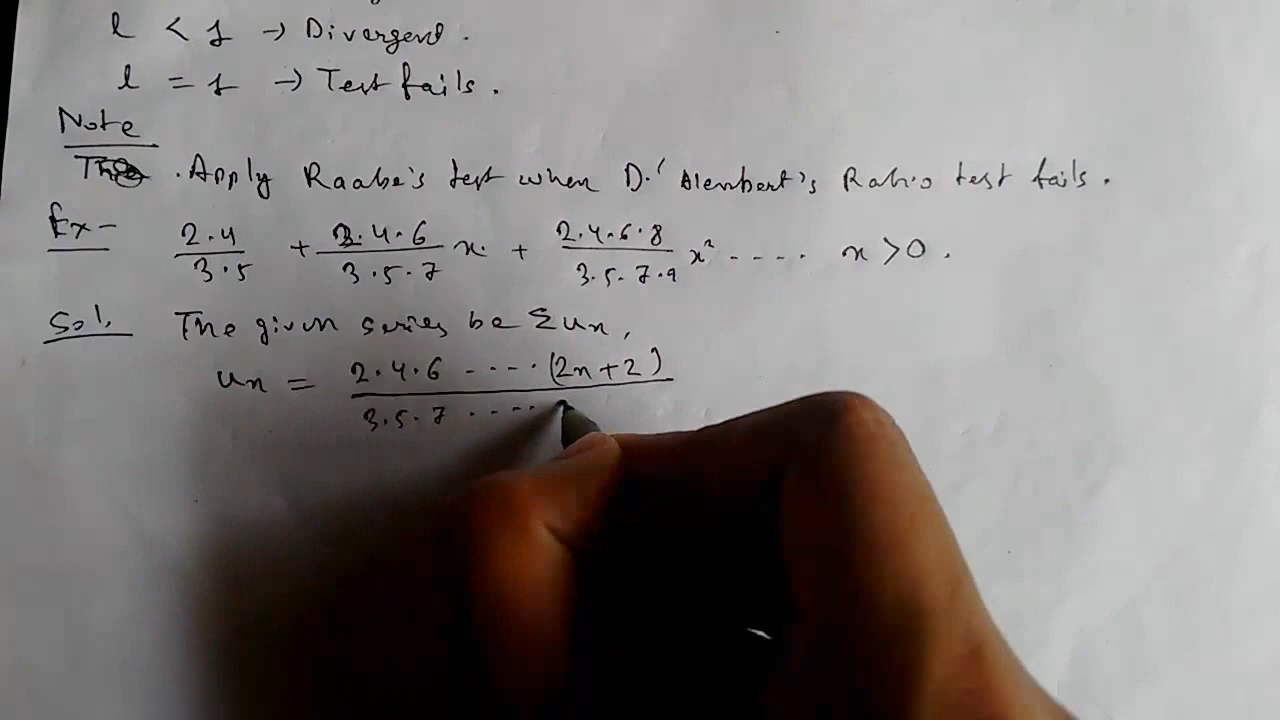 l < 1 → Divergent.
l = 1 → Test fails.
Note
The . Apply Raabe's test when D.' Alembert's Ratio test fails.
Ex- 2.4/3.5 + 2.4.6/3.5.7 x + 2.4.6.8/3.5.7.9 x² ---- x > 0.
Sol. The given series be Σun,
un = 2.4.6 ---- (2n+2)/3.5.7 ----